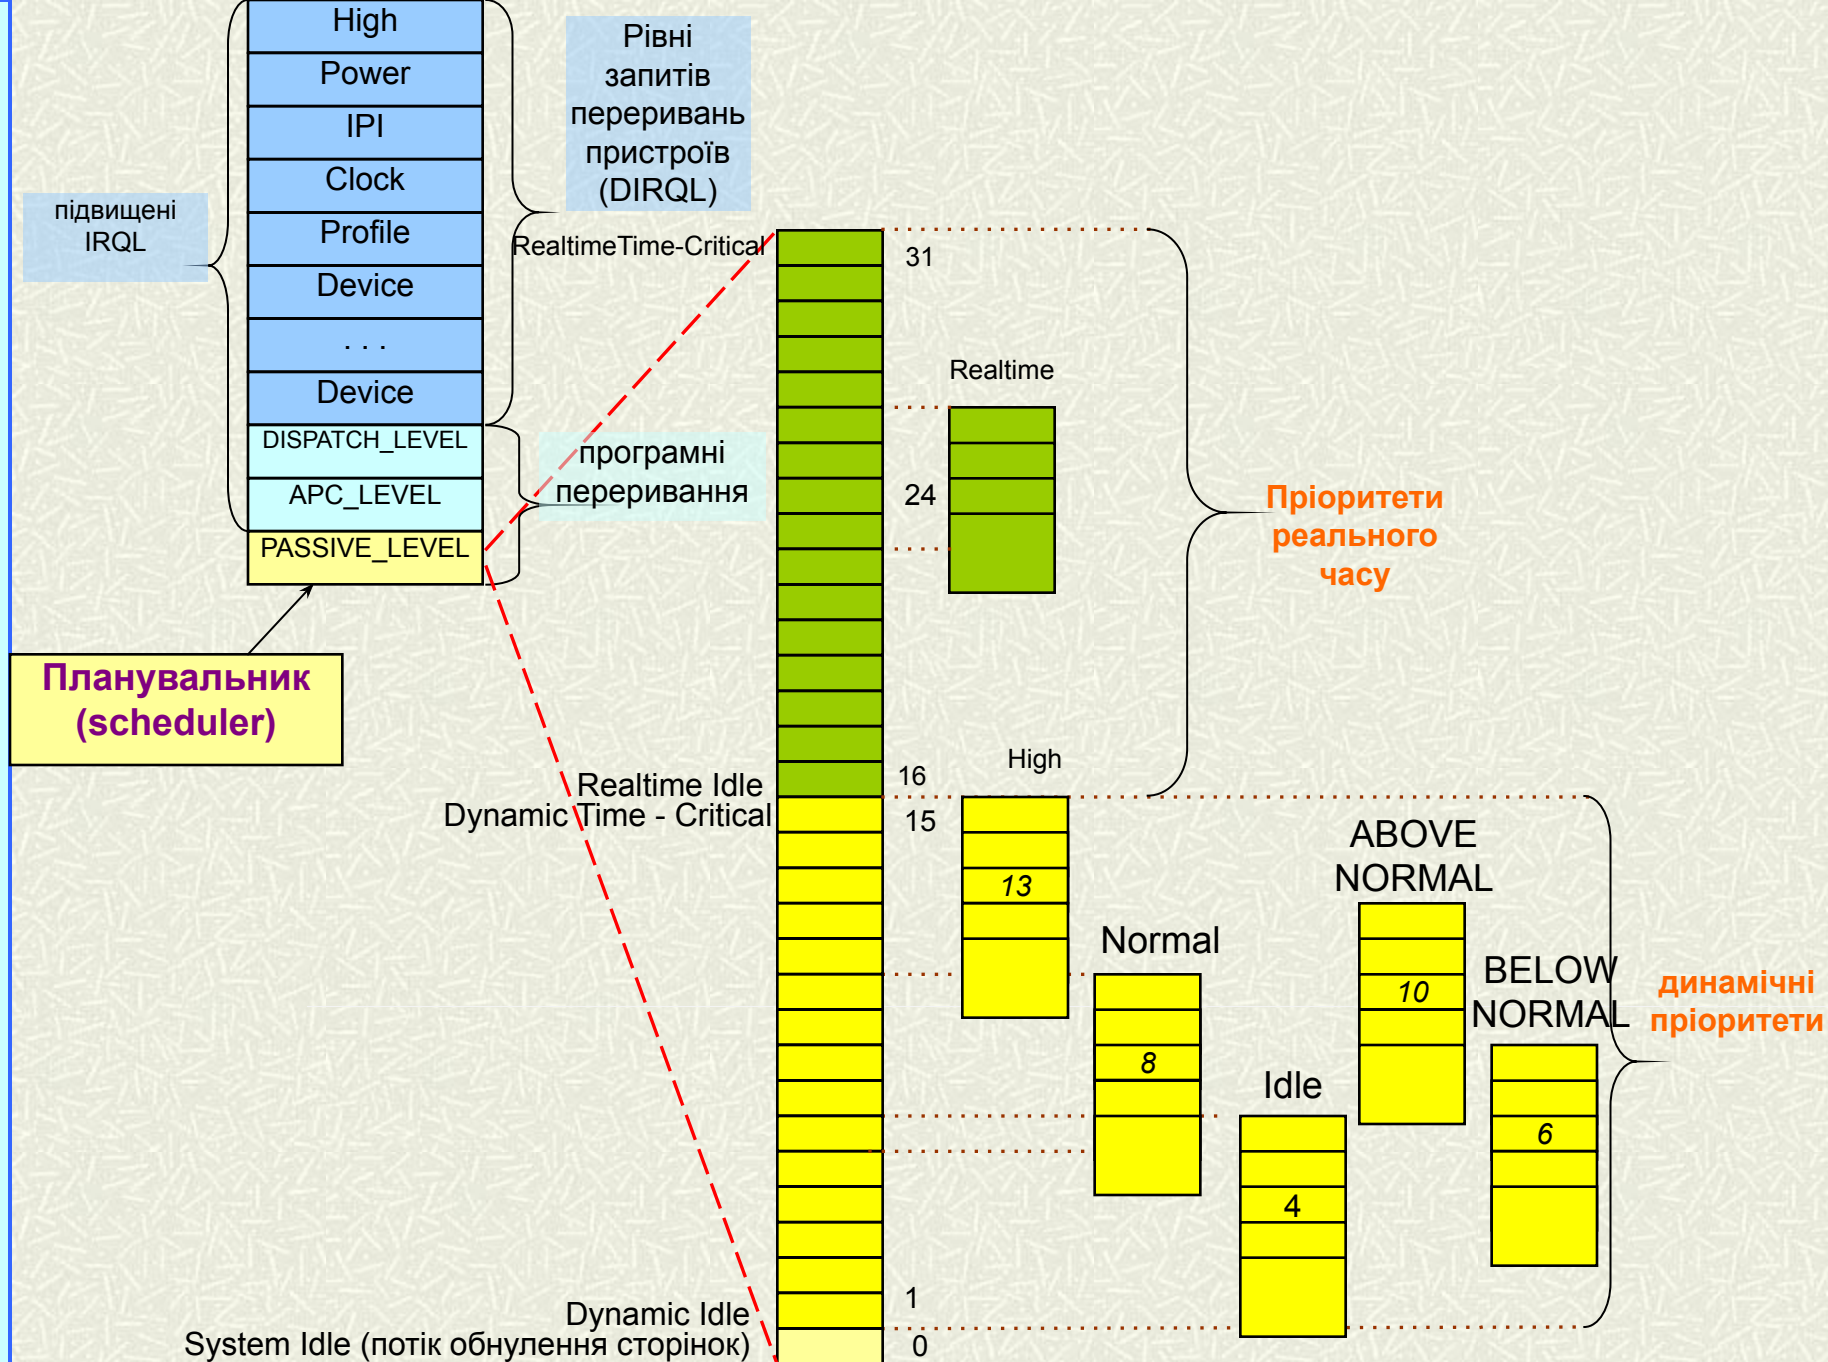 High
Power
IPI
Clock
Profile
Device
. . .
Device
DISPATCH_LEVEL
APC_LEVEL
PASSIVE_LEVEL
підвищені
IRQL
Рівні
запитів
переривань
пристроїв
(DIRQL)
програмні
переривання
Планувальник
(scheduler)
RealtimeTime-Critical
31
Realtime
24
Пріоритети
реального
часу
Realtime Idle
16
Dynamic Time - Critical
15
High
13
Normal
8
Idle
4
ABOVE
NORMAL
10
BELOW
NORMAL
6
динамічні
пріоритети
Dynamic Idle
1
System Idle (потік обнулення сторінок)
0